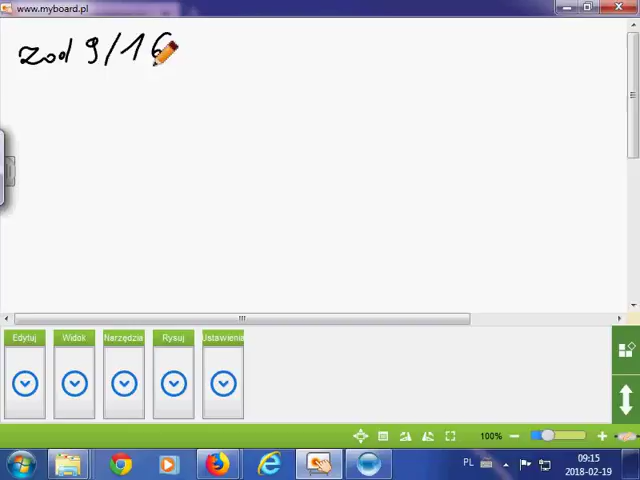 www.myboard.pl
zad 9/16
Edytuj
Widok
Narzędzia
Rysuj
Ustawienia
100%
PL
09:15
2018-02-19